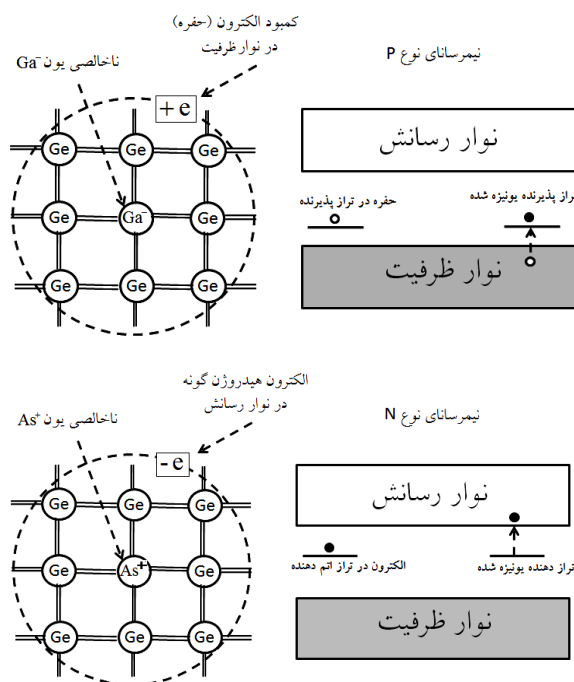 کمبود الکترون (حفره)
در نوار ظرفیت
نیمرسانای نوع P
ناخالصی یون Ga⁻
+e
Ge Ge Ge
نوار رسانش
حفره در تراز پذیرنده
تراز پذیرنده یونیزه شده
Ge Ga⁻ Ge
نوار ظرفیت
Ge Ge Ge
الکترون هیدروژن گونه
در نوار رسانش
نیمرسانای نوع N
ناخالصی یون As⁺
-e
نوار رسانش
Ge Ge Ge
الکترون در تراز اتم دهنده
تراز دهنده یونیزه شده
Ge As⁺ Ge
نوار ظرفیت
Ge Ge Ge